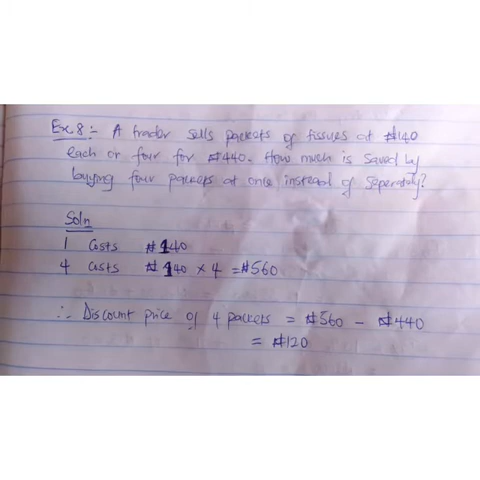 Ex. 8:- A trader sells packets of tissues at ₦140
each or four for ₦440. How much is saved by
buying four packets at once instead of seperately?
Soln
1 Costs ₦140
4 Costs ₦140 × 4 = ₦560
∴ Discount price of 4 packets = ₦560 - ₦440
= ₦120